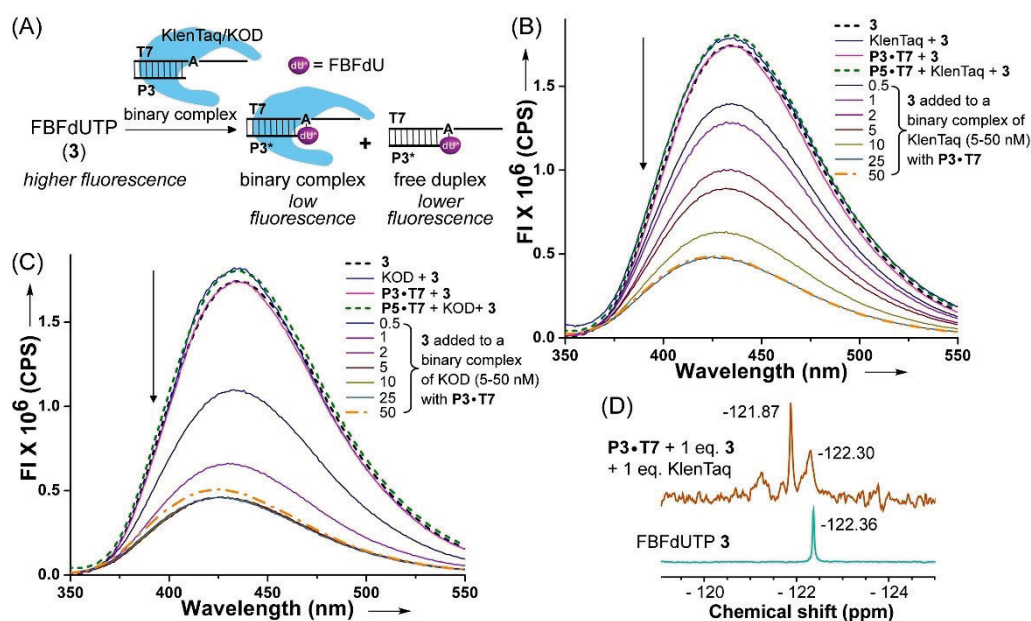 (A)
T7
KlenTaq/KOD
A
P3
binary complex
dU* = FBFdU
FBFdUTP
(3)
higher fluorescence
T7
A
dU*
P3*
+
T7
A
dU*
P3*
binary complex
low
fluorescence
free duplex
lower
fluorescence
(B)
FI X 10⁶ (CPS)
1.5
1.0
0.5
0.0
350 400 450 500 550
Wavelength (nm)
3
KlenTaq + 3
P3•T7 + 3
P5•T7 + KlenTaq + 3
0.5
1
2
5
10
25
50
3 added to a
binary complex of
KlenTaq (5-50 nM)
with P3•T7
(C)
FI X 10⁶ (CPS)
1.5
1.0
0.5
0.0
350 400 450 500 550
Wavelength (nm)
3
KOD + 3
P3•T7 + 3
P5•T7 + KOD+ 3
0.5
1
2
5
10
25
50
3 added to a
binary complex
of KOD (5-50 nM)
with P3•T7
(D)
-121.87
P3•T7 + 1 eq. 3
+ 1 eq. KlenTaq
-122.30
-122.36
FBFdUTP 3
- 120 - 122 - 124
Chemical shift (ppm)